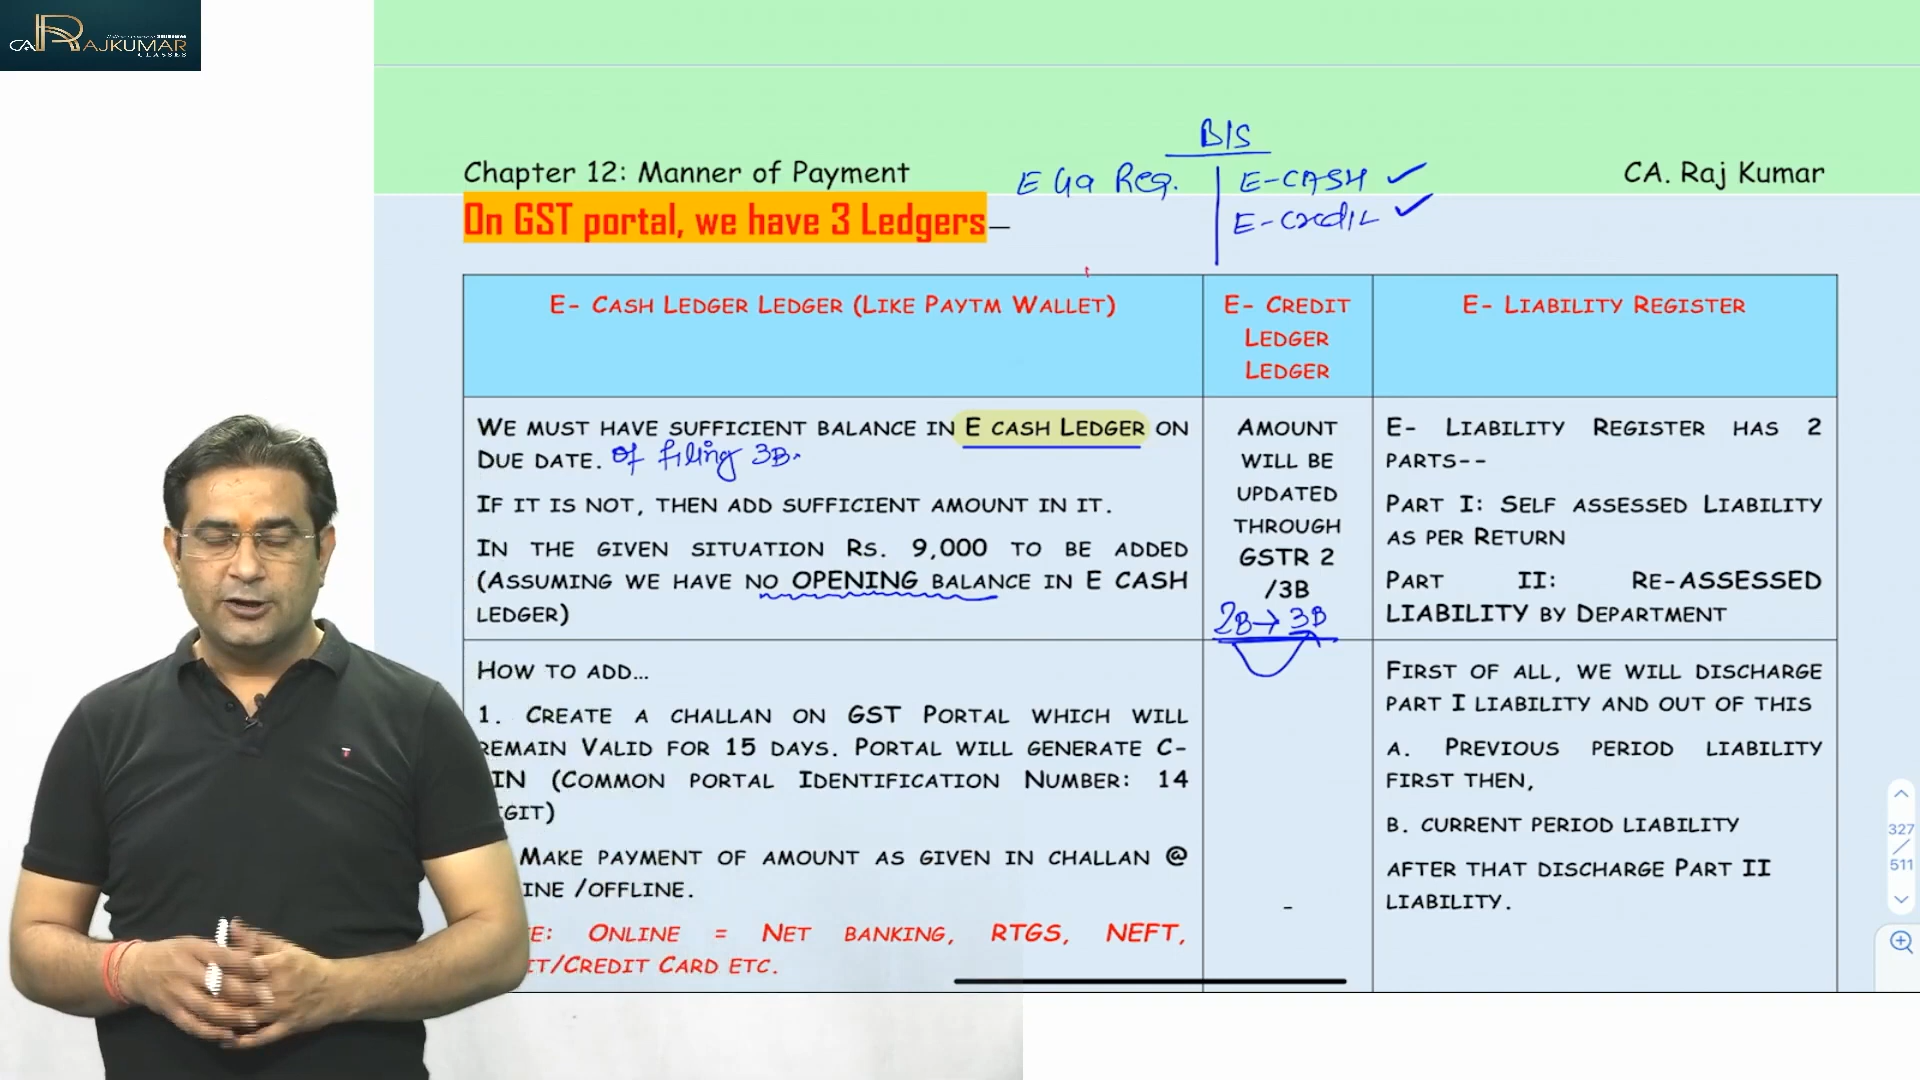 CA RAJKUMAR
CLASSES
B/S
Chapter 12: Manner of Payment
E-CASH ✓
CA. Raj Kumar
E-Credit ✓
On GST portal, we have 3 Ledgers—
E- CASH LEDGER LEDGER (LIKE PAYTM WALLET)
E- CREDIT
LEDGER
LEDGER
E- LIABILITY REGISTER
WE MUST HAVE SUFFICIENT BALANCE IN E CASH LEDGER ON
DUE DATE. of filing 3B.
IF IT IS NOT, THEN ADD SUFFICIENT AMOUNT IN IT.
IN THE GIVEN SITUATION RS. 9,000 TO BE ADDED
(ASSUMING WE HAVE NO OPENING BALANCE IN E CASH
LEDGER)
AMOUNT
WILL BE
UPDATED
THROUGH
GSTR 2
/3B
2B→ 3B
E- LIABILITY REGISTER HAS 2
PARTS--
PART I: SELF ASSESSED LIABILITY
AS PER RETURN
PART II: RE-ASSESSED
LIABILITY BY DEPARTMENT
HOW TO ADD…
1. CREATE A CHALLAN ON GST PORTAL WHICH WILL
REMAIN VALID FOR 15 DAYS. PORTAL WILL GENERATE C-
IN (COMMON PORTAL IDENTIFICATION NUMBER: 14
GIT)
MAKE PAYMENT OF AMOUNT AS GIVEN IN CHALLAN @
INE /OFFLINE.
E: ONLINE = NET BANKING, RTGS, NEFT,
IT/CREDIT CARD ETC.
-
FIRST OF ALL, WE WILL DISCHARGE
PART I LIABILITY AND OUT OF THIS
A. PREVIOUS PERIOD LIABILITY
FIRST THEN,
B. CURRENT PERIOD LIABILITY
AFTER THAT DISCHARGE PART II
LIABILITY.
327
/
511